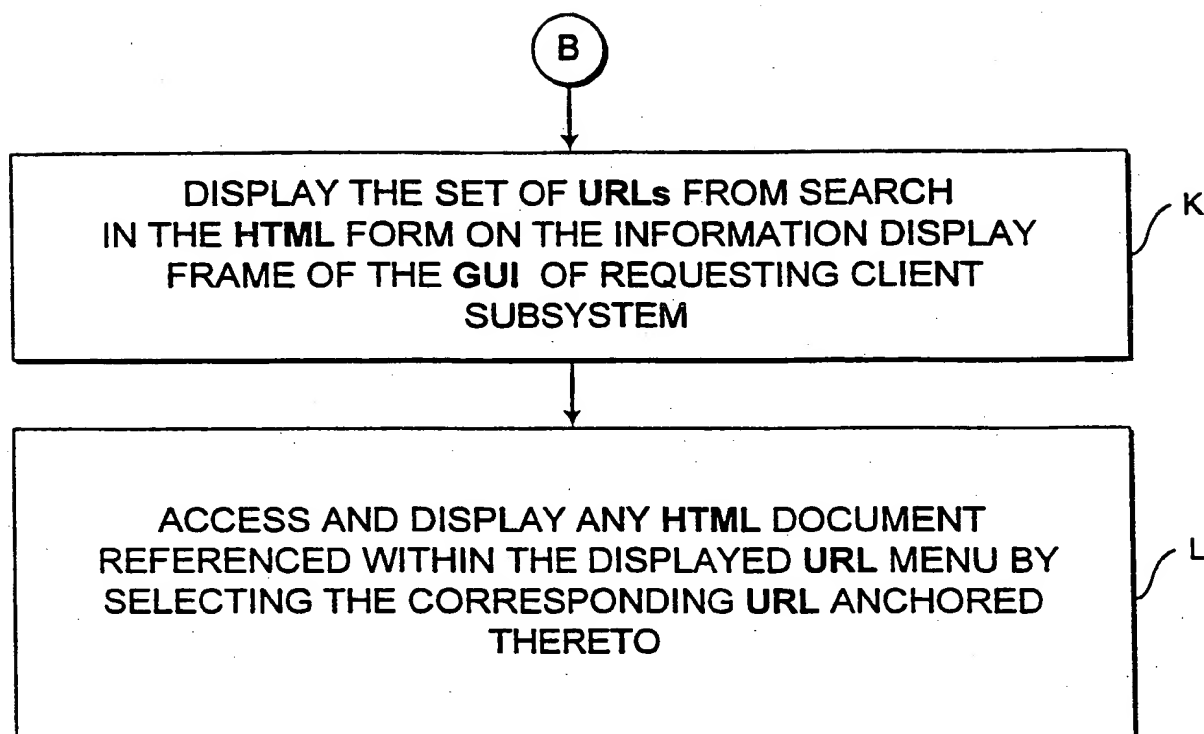 B
DISPLAY THE SET OF URLs FROM SEARCH
IN THE HTML FORM ON THE INFORMATION DISPLAY
FRAME OF THE GUI OF REQUESTING CLIENT
SUBSYSTEM
K
ACCESS AND DISPLAY ANY HTML DOCUMENT
REFERENCED WITHIN THE DISPLAYED URL MENU BY
SELECTING THE CORRESPONDING URL ANCHORED
THERETO
L